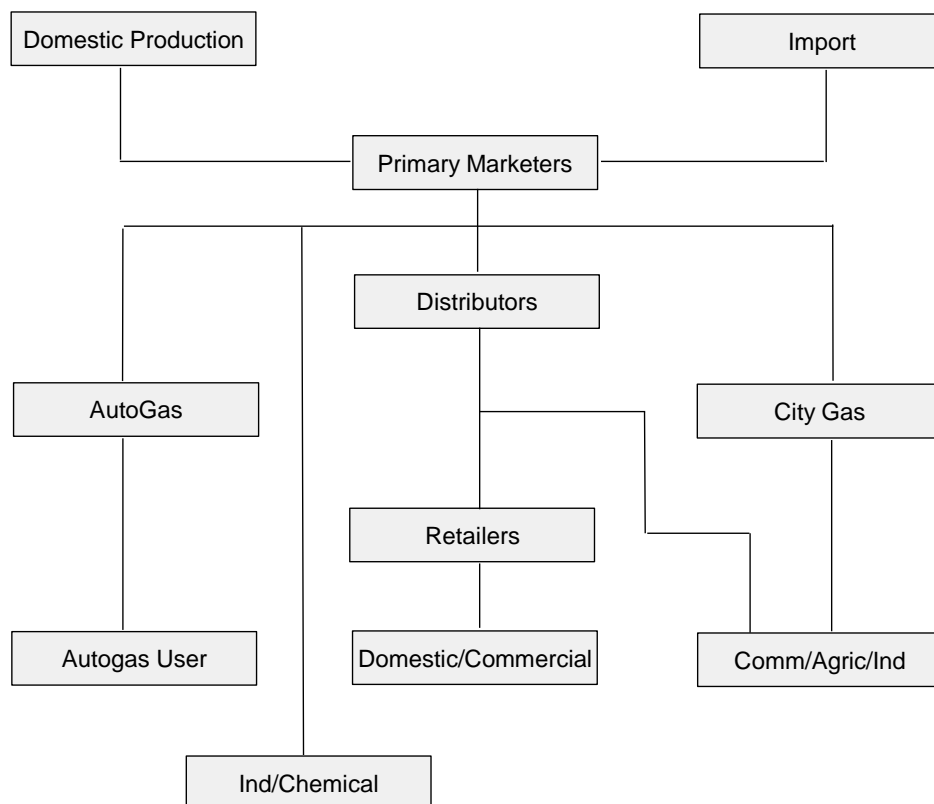 Domestic Production
Import
Primary Marketers
Distributors
AutoGas
City Gas
Retailers
Autogas User
Domestic/Commercial
Comm/Agric/Ind
Ind/Chemical